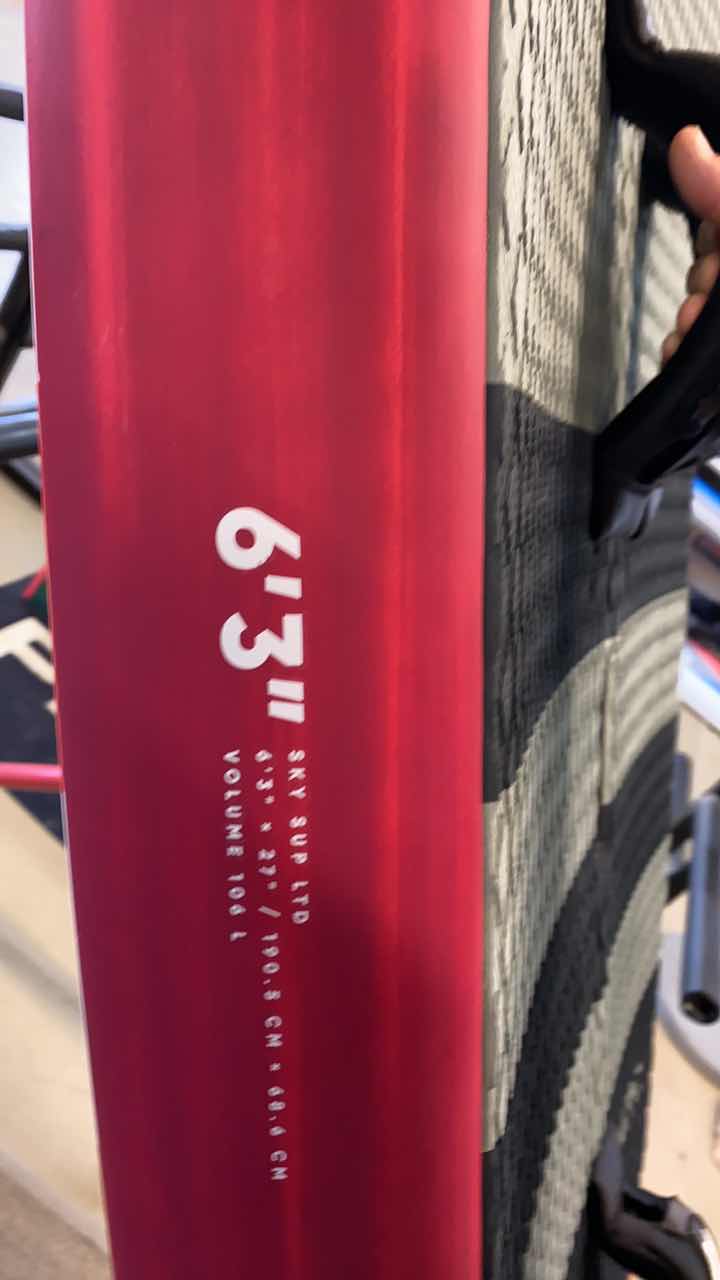 6'3"
SKY SUP LTD
6'3" × 27" / 190.5 CM × 68.6 CM
VOLUME 106 L